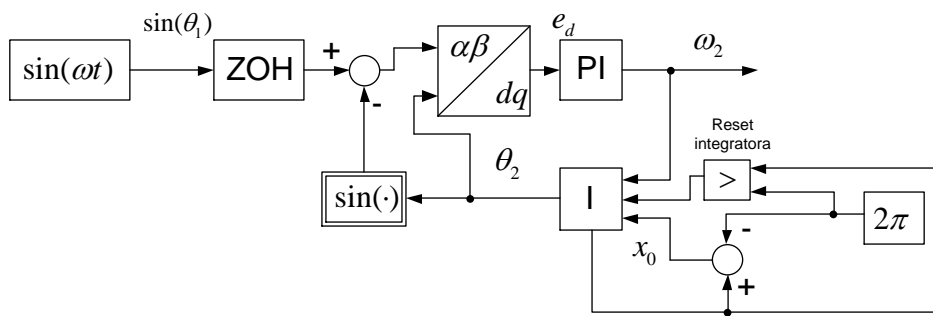 sin(θ₁)
e_d
ω₂
sin(ωt)
ZOH
+
-
αβ
dq
PI
Reset
integratora
θ₂
>
sin(·)
I
2π
-
x₀
+